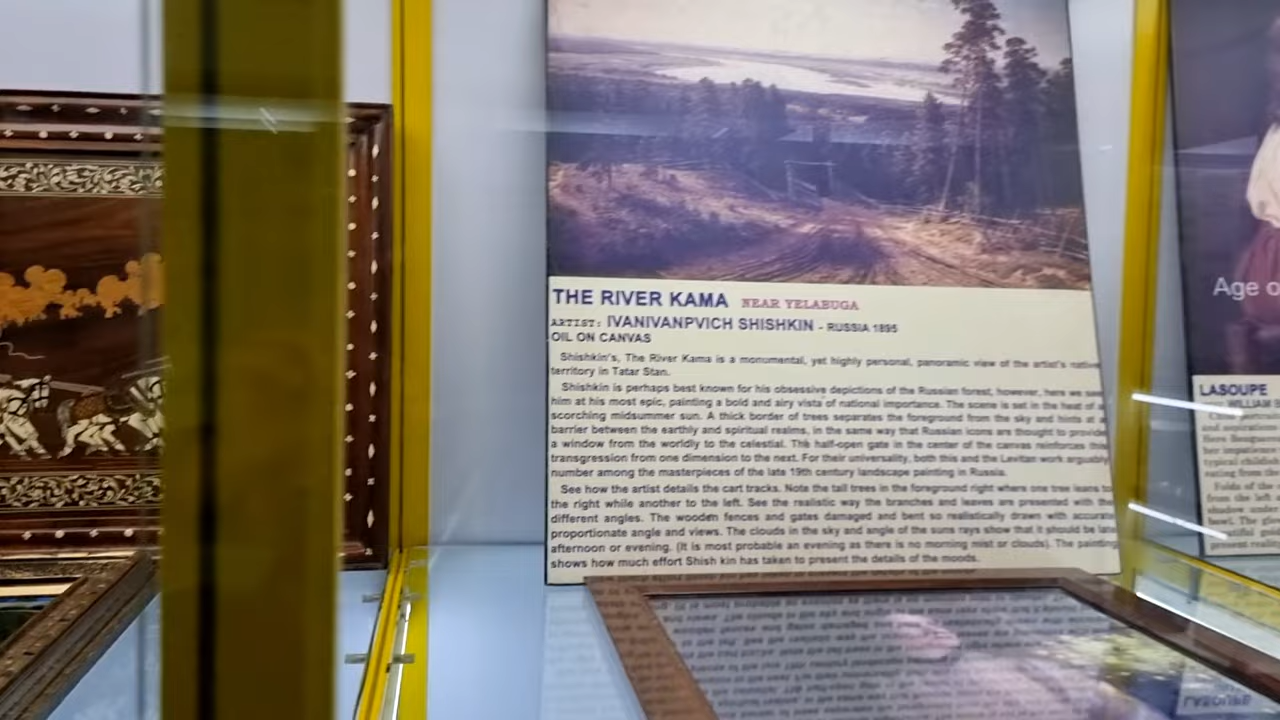 THE RIVER KAMA NEAR YELABUGA
ARTIST: IVANIVANPVICH SHISHKIN - RUSSIA 1895
OIL ON CANVAS
Shishkin's, The River Kama is a monumental, yet highly personal, panoramic view of the artist's native
territory in Tatar Stan.
Shishkin is perhaps best known for his obsessive depictions of the Russian forest, however, here we see
him at his most epic, painting a bold and airy vista of national importance. The scene is set in the heat of a
scorching midsummer sun. A thick border of trees separates the foreground from the sky and hints at a
barrier between the earthly and spiritual realms, in the same way that Russian icons are thought to provide
a window from the worldly to the celestial. The half-open gate in the center of the canvas reinforces the
transgression from one dimension to the next. For their universality, both this and the Levitan work arguably
number among the masterpieces of the late 19th century landscape painting in Russia.
See how the artist details the cart tracks. Note the tall trees in the foreground right where one tree leans
the right while another to the left. See the realistic way the branches and leaves are presented with the
different angles. The wooden fences and gates damaged and bent so realistically drawn with accurate
proportionate angle and views. The clouds in the sky and angle of the suns rays show that it should be late
afternoon or evening. (It is most probable an evening as there is no morning mist or clouds). The painting
shows how much effort Shish kin has taken to present the details of the moods.
Age o
LASOUPE
WILLIAM